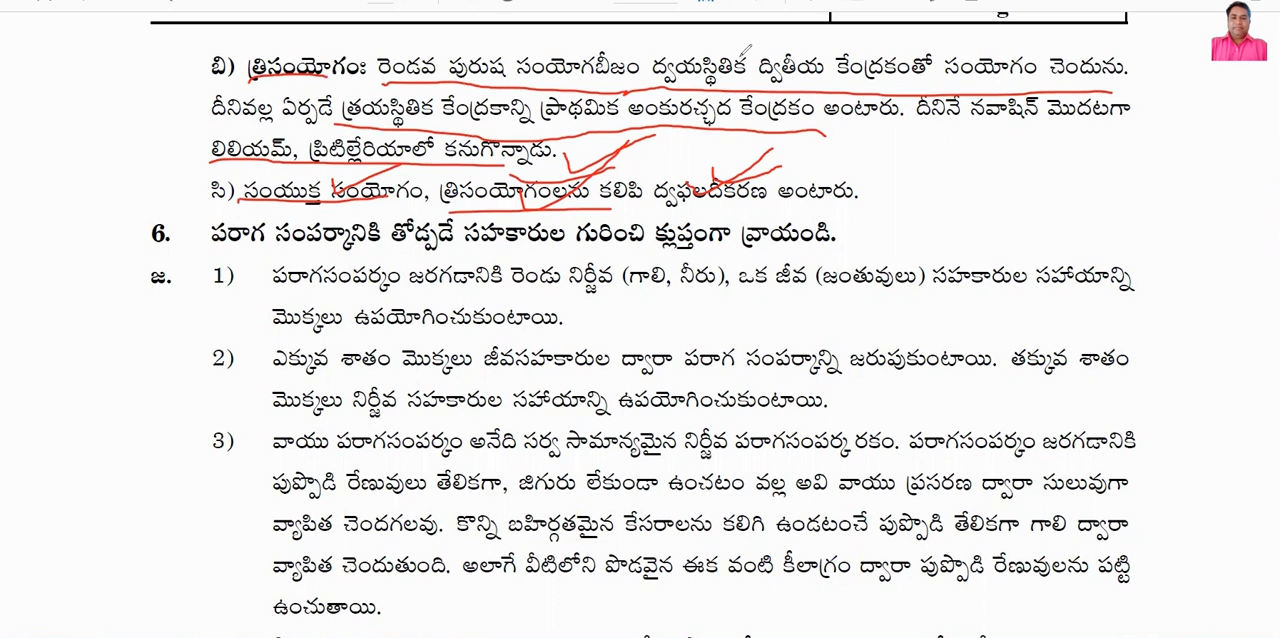 బి) త్రిసంయోగం: రెండవ పురుష సంయోగబీజం ద్వయస్థితిక ద్వితీయ కేంద్రకంతో సంయోగం చెందును.
దీనివల్ల ఏర్పడే త్రయస్థితిక కేంద్రకాన్ని ప్రాథమిక అంకురచ్ఛద కేంద్రకం అంటారు. దీనినే నవాషిన్ మొదటగా
లిలియమ్, ప్రిటిల్లేరియాలో కనుగొన్నాడు.
సి) సంయుక్త సంయోగం, త్రిసంయోగంలను కలిపి ద్వఫలదీకరణ అంటారు.
6. పరాగ సంపర్కానికి తోడ్పడే సహకారుల గురించి క్లుప్తంగా వ్రాయండి.
జ. 1) పరాగసంపర్కం జరగడానికి రెండు నిర్జీవ (గాలి, నీరు), ఒక జీవ (జంతువులు) సహకారుల సహాయాన్ని
మొక్కలు ఉపయోగించుకుంటాయి.
2) ఎక్కువ శాతం మొక్కలు జీవసహకారుల ద్వారా పరాగ సంపర్కాన్ని జరుపుకుంటాయి. తక్కువ శాతం
మొక్కలు నిర్జీవ సహకారుల సహాయాన్ని ఉపయోగించుకుంటాయి.
3) వాయు పరాగసంపర్కం అనేది సర్వ సామాన్యమైన నిర్జీవ పరాగసంపర్క రకం. పరాగసంపర్కం జరగడానికి
పుప్పొడి రేణువులు తేలికగా, జిగురు లేకుండా ఉంచటం వల్ల అవి వాయు ప్రసరణ ద్వారా సులువుగా
వ్యాపిత చెందగలవు. కొన్ని బహిర్గతమైన కేసరాలను కలిగి ఉండటంచే పుప్పొడి తేలికగా గాలి ద్వారా
వ్యాపిత చెందుతుంది. అలాగే వీటిలోని పొడవైన ఈక వంటి కీలాగ్రం ద్వారా పుప్పొడి రేణువులను పట్టి
ఉంచుతాయి.